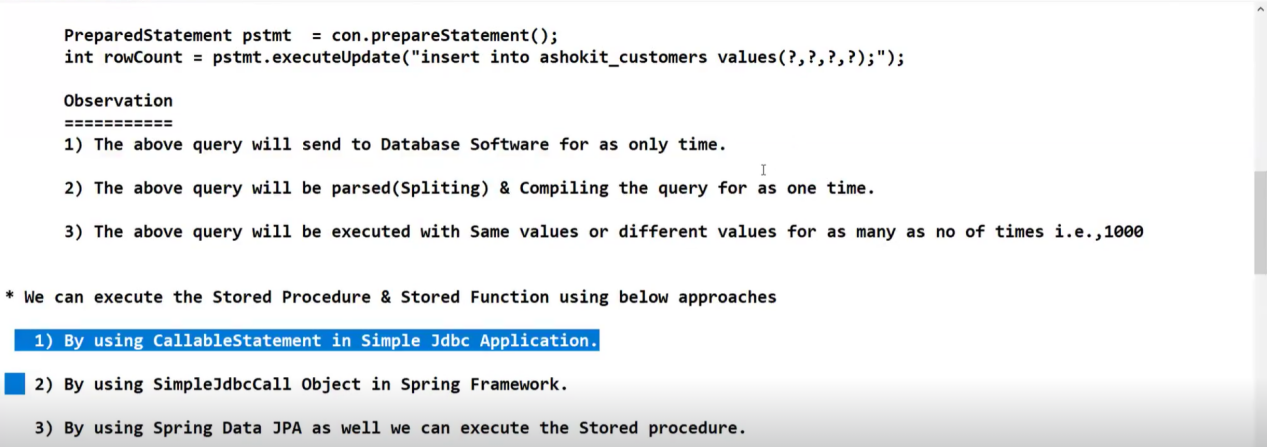 PreparedStatement pstmt  = con.prepareStatement();
int rowCount = pstmt.executeUpdate("insert into ashokit_customers values(?,?,?,?);");
Observation
===========
1) The above query will send to Database Software for as only time.
2) The above query will be parsed(Spliting) & Compiling the query for as one time.
3) The above query will be executed with Same values or different values for as many as no of times i.e.,1000
* We can execute the Stored Procedure & Stored Function using below approaches
1) By using CallableStatement in Simple Jdbc Application.
2) By using SimpleJdbcCall Object in Spring Framework.
3) By using Spring Data JPA as well we can execute the Stored procedure.